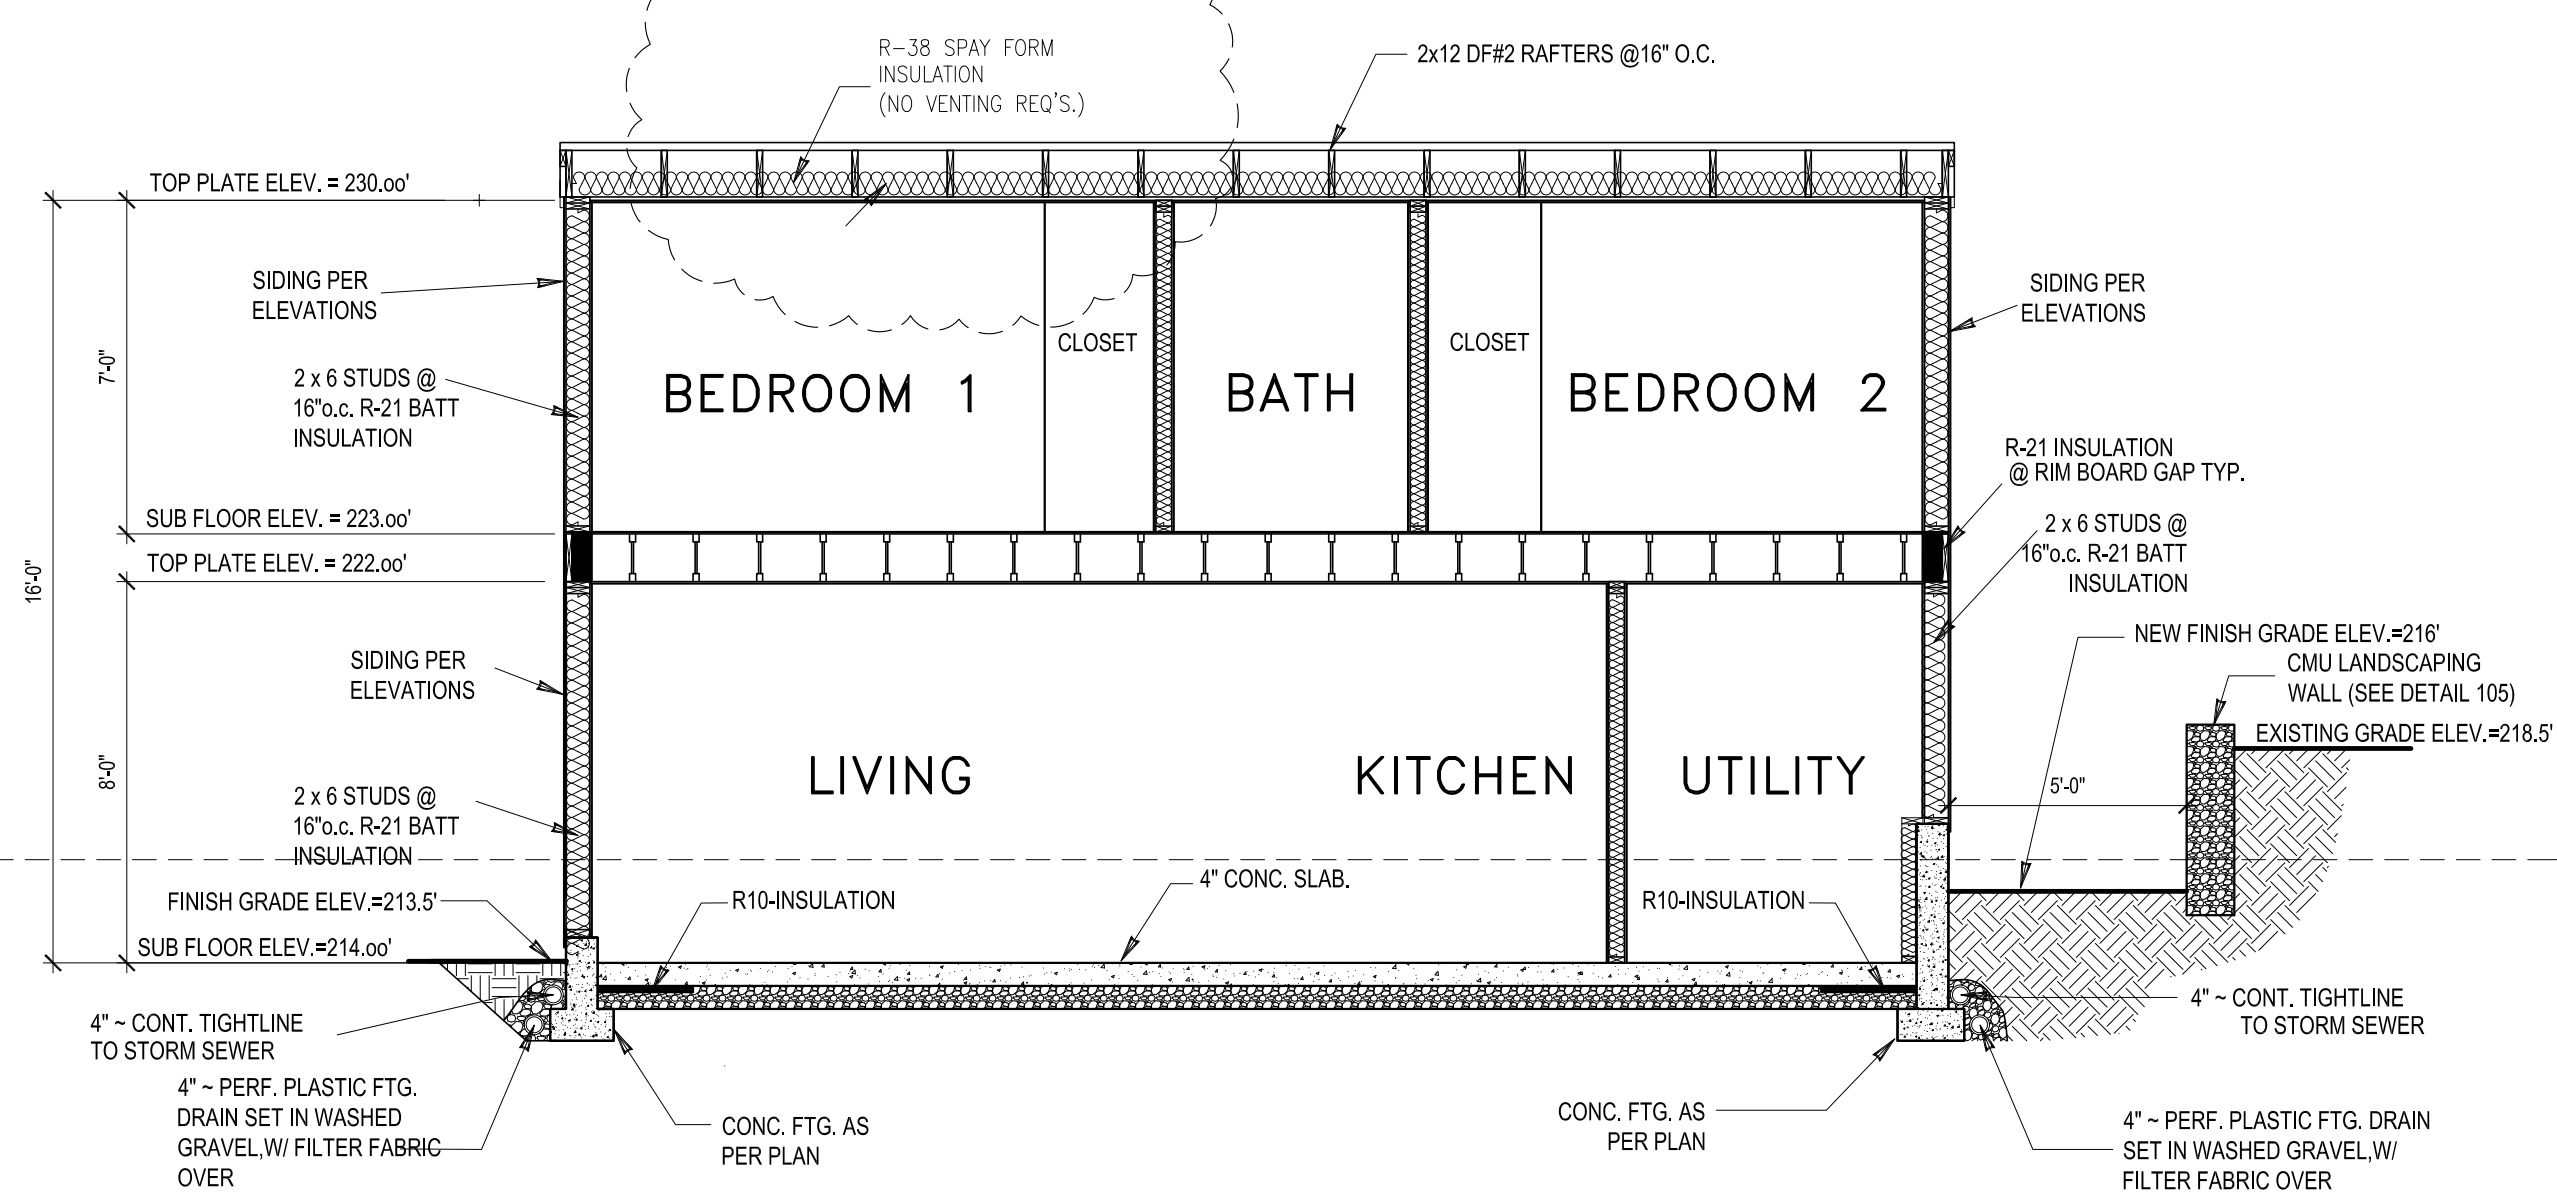 R-38 SPAY FORM
INSULATION
(NO VENTING REQ'S.)
2x12 DF#2 RAFTERS @16" O.C.
TOP PLATE ELEV. = 230.oo'
SIDING PER
ELEVATIONS
7'-0"
2 x 6 STUDS @
16"o.c. R-21 BATT
INSULATION
SUB FLOOR ELEV. = 223.oo'
TOP PLATE ELEV. = 222.oo'
16'-0"
BEDROOM 1
CLOSET
BATH
CLOSET
BEDROOM 2
SIDING PER
ELEVATIONS
R-21 INSULATION
@ RIM BOARD GAP TYP.
2 x 6 STUDS @
16"o.c. R-21 BATT
INSULATION
NEW FINISH GRADE ELEV.=216'
CMU LANDSCAPING
WALL (SEE DETAIL 105)
EXISTING GRADE ELEV.=218.5'
5'-0"
SIDING PER
ELEVATIONS
8'-0"
2 x 6 STUDS @
16"o.c. R-21 BATT
INSULATION
FINISH GRADE ELEV.=213.5'
SUB FLOOR ELEV.=214.oo'
LIVING
KITCHEN
UTILITY
R10-INSULATION
4" CONC. SLAB.
R10-INSULATION
4" ~ CONT. TIGHTLINE
TO STORM SEWER
4" ~ PERF. PLASTIC FTG.
DRAIN SET IN WASHED
GRAVEL,W/ FILTER FABRIC
OVER
CONC. FTG. AS
PER PLAN
CONC. FTG. AS
PER PLAN
4" ~ CONT. TIGHTLINE
TO STORM SEWER
4" ~ PERF. PLASTIC FTG. DRAIN
SET IN WASHED GRAVEL,W/
FILTER FABRIC OVER